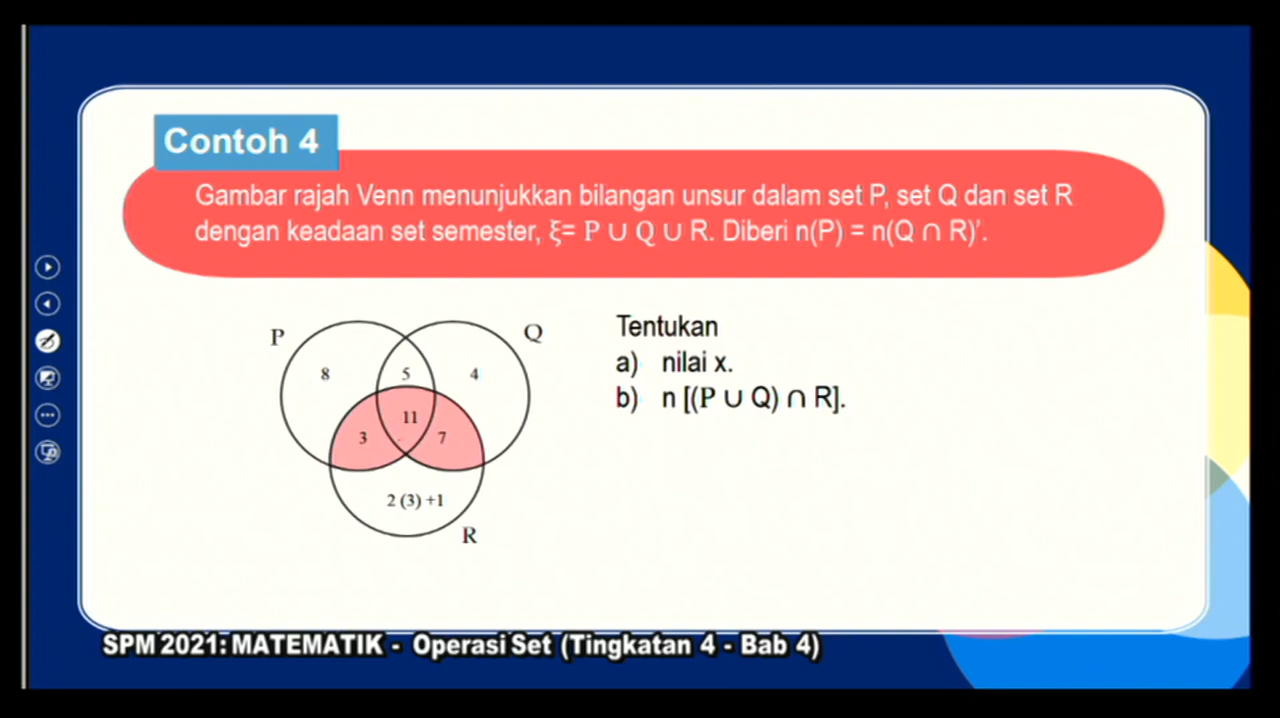 Contoh 4
Gambar rajah Venn menunjukkan bilangan unsur dalam set P, set Q dan set R
dengan keadaan set semester, ξ= P ∪ Q ∪ R. Diberi n(P) = n(Q ∩ R)'.
P
Q
8
5
4
11
3
7
2 (3) +1
R
Tentukan
a) nilai x.
b) n [(P ∪ Q) ∩ R].
SPM 2021: MATEMATIK - Operasi Set (Tingkatan 4 - Bab 4)